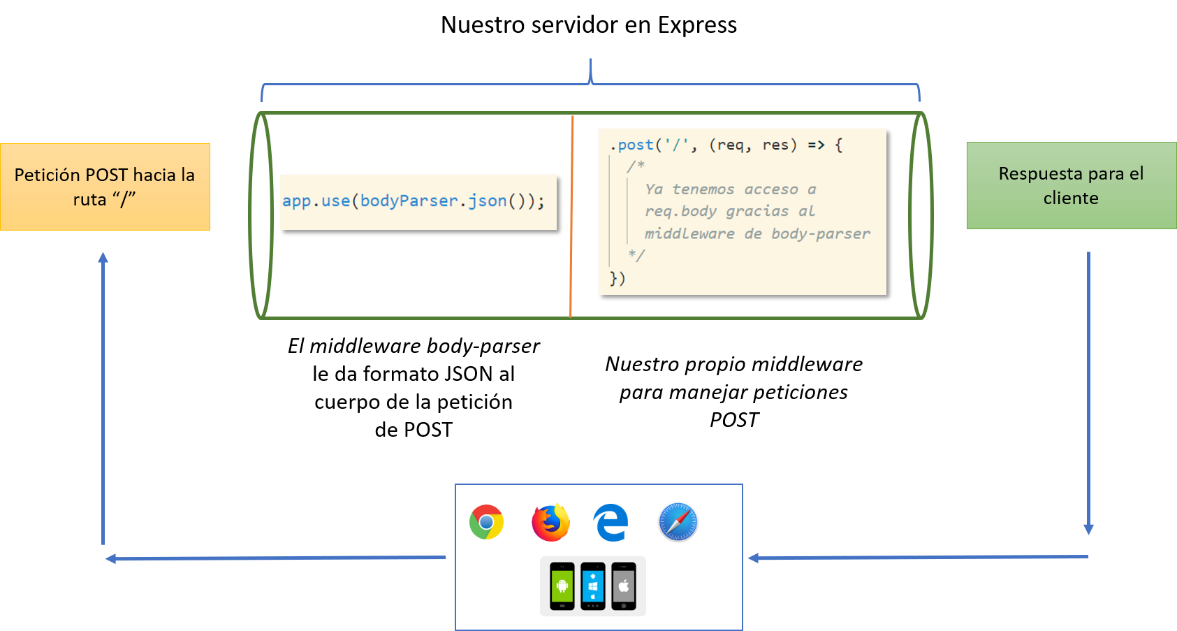 Nuestro servidor en Express
Petición POST hacia la
ruta “/”
app.use(bodyParser.json());
.post('/', (req, res) => {
/*
Ya tenemos acceso a
req.body gracias al
middleware de body-parser
*/
})
Respuesta para el
cliente
El middleware body-parser
le da formato JSON al
cuerpo de la petición
de POST
Nuestro propio middleware
para manejar peticiones
POST